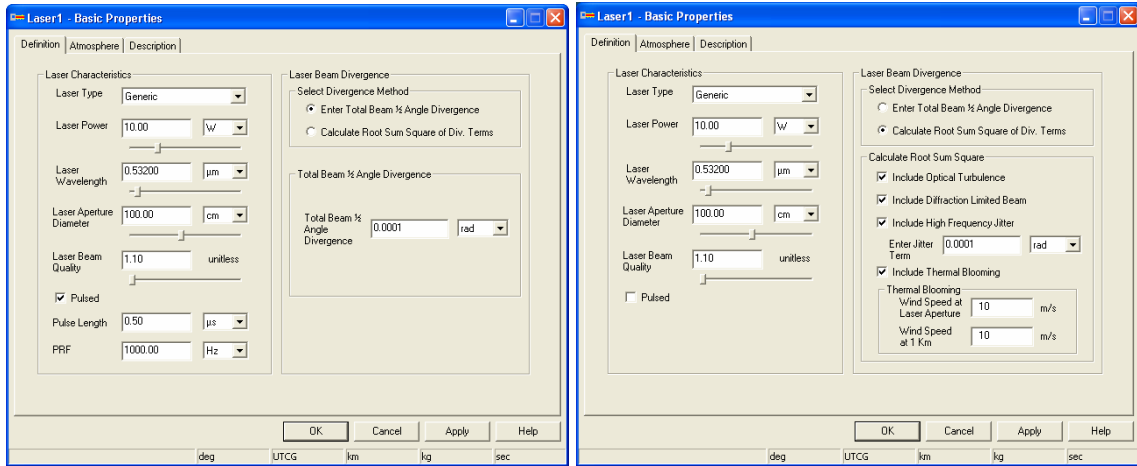 Laser1 - Basic Properties
Definition Atmosphere Description
Laser Characteristics
Laser Type Generic
Laser Power 10.00 W
Laser
Wavelength 0.53200 µm
Laser Aperture
Diameter 100.00 cm
Laser Beam
Quality 1.10 unitless
Pulsed
Pulse Length 0.50 µs
PRF 1000.00 Hz
Laser Beam Divergence
Select Divergence Method
Enter Total Beam ½ Angle Divergence
Calculate Root Sum Square of Div. Terms
Total Beam ½ Angle Divergence
Total Beam ½
Angle
Divergence 0.0001 rad
OK Cancel Apply Help
deg UTCG km kg sec
Laser1 - Basic Properties
Definition Atmosphere Description
Laser Characteristics
Laser Type Generic
Laser Power 10.00 W
Laser
Wavelength 0.53200 µm
Laser Aperture
Diameter 100.00 cm
Laser Beam
Quality 1.10 unitless
Pulsed
Laser Beam Divergence
Select Divergence Method
Enter Total Beam ½ Angle Divergence
Calculate Root Sum Square of Div. Terms
Calculate Root Sum Square
Include Optical Turbulence
Include Diffraction Limited Beam
Include High Frequency Jitter
Enter Jitter
Term 0.0001 rad
Include Thermal Blooming
Thermal Blooming
Wind Speed at
Laser Aperture 10 m/s
Wind Speed
at 1 Km 10 m/s
OK Cancel Apply Help
deg UTCG km kg sec